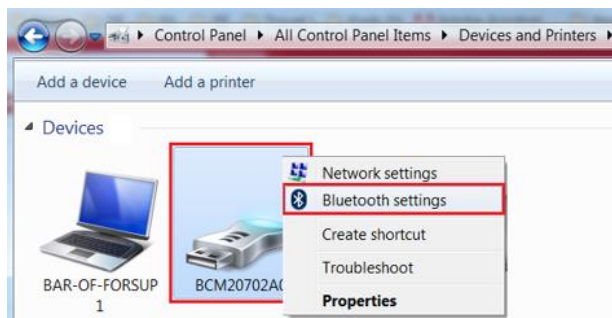 Control Panel ▸ All Control Panel Items ▸ Devices and Printers ▸
Add a device Add a printer
Devices
Network settings
Bluetooth settings
Create shortcut
Troubleshoot
Properties
BAR-OF-FORSUP
1
BCM20702A0